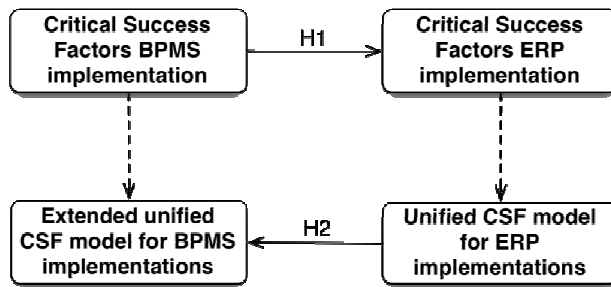 Critical Success
Factors BPMS
implementation
H1
Critical Success
Factors ERP
implementation
Extended unified
CSF model for BPMS
implementations
H2
Unified CSF model
for ERP
implementations